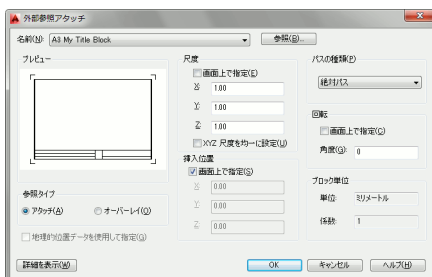 外部参照アタッチ
名前(N): A3 My Title Block 参照(B)...
プレビュー
尺度
画面上で指定(E)
X: 1.00
Y: 1.00
Z: 1.00
XYZ 尺度を均一に設定(U)
パスの種類(P)
絶対パス
回転
画面上で指定(C)
角度(G): 0
挿入位置
画面上で指定(S)
X: 0.00
Y: 0.00
Z: 0.00
ブロック単位
単位: ミリメートル
係数: 1
参照タイプ
アタッチ(A) オーバーレイ(O)
地理的位置データを使用して指定(G)
詳細を表示(W) OK キャンセル ヘルプ(H)